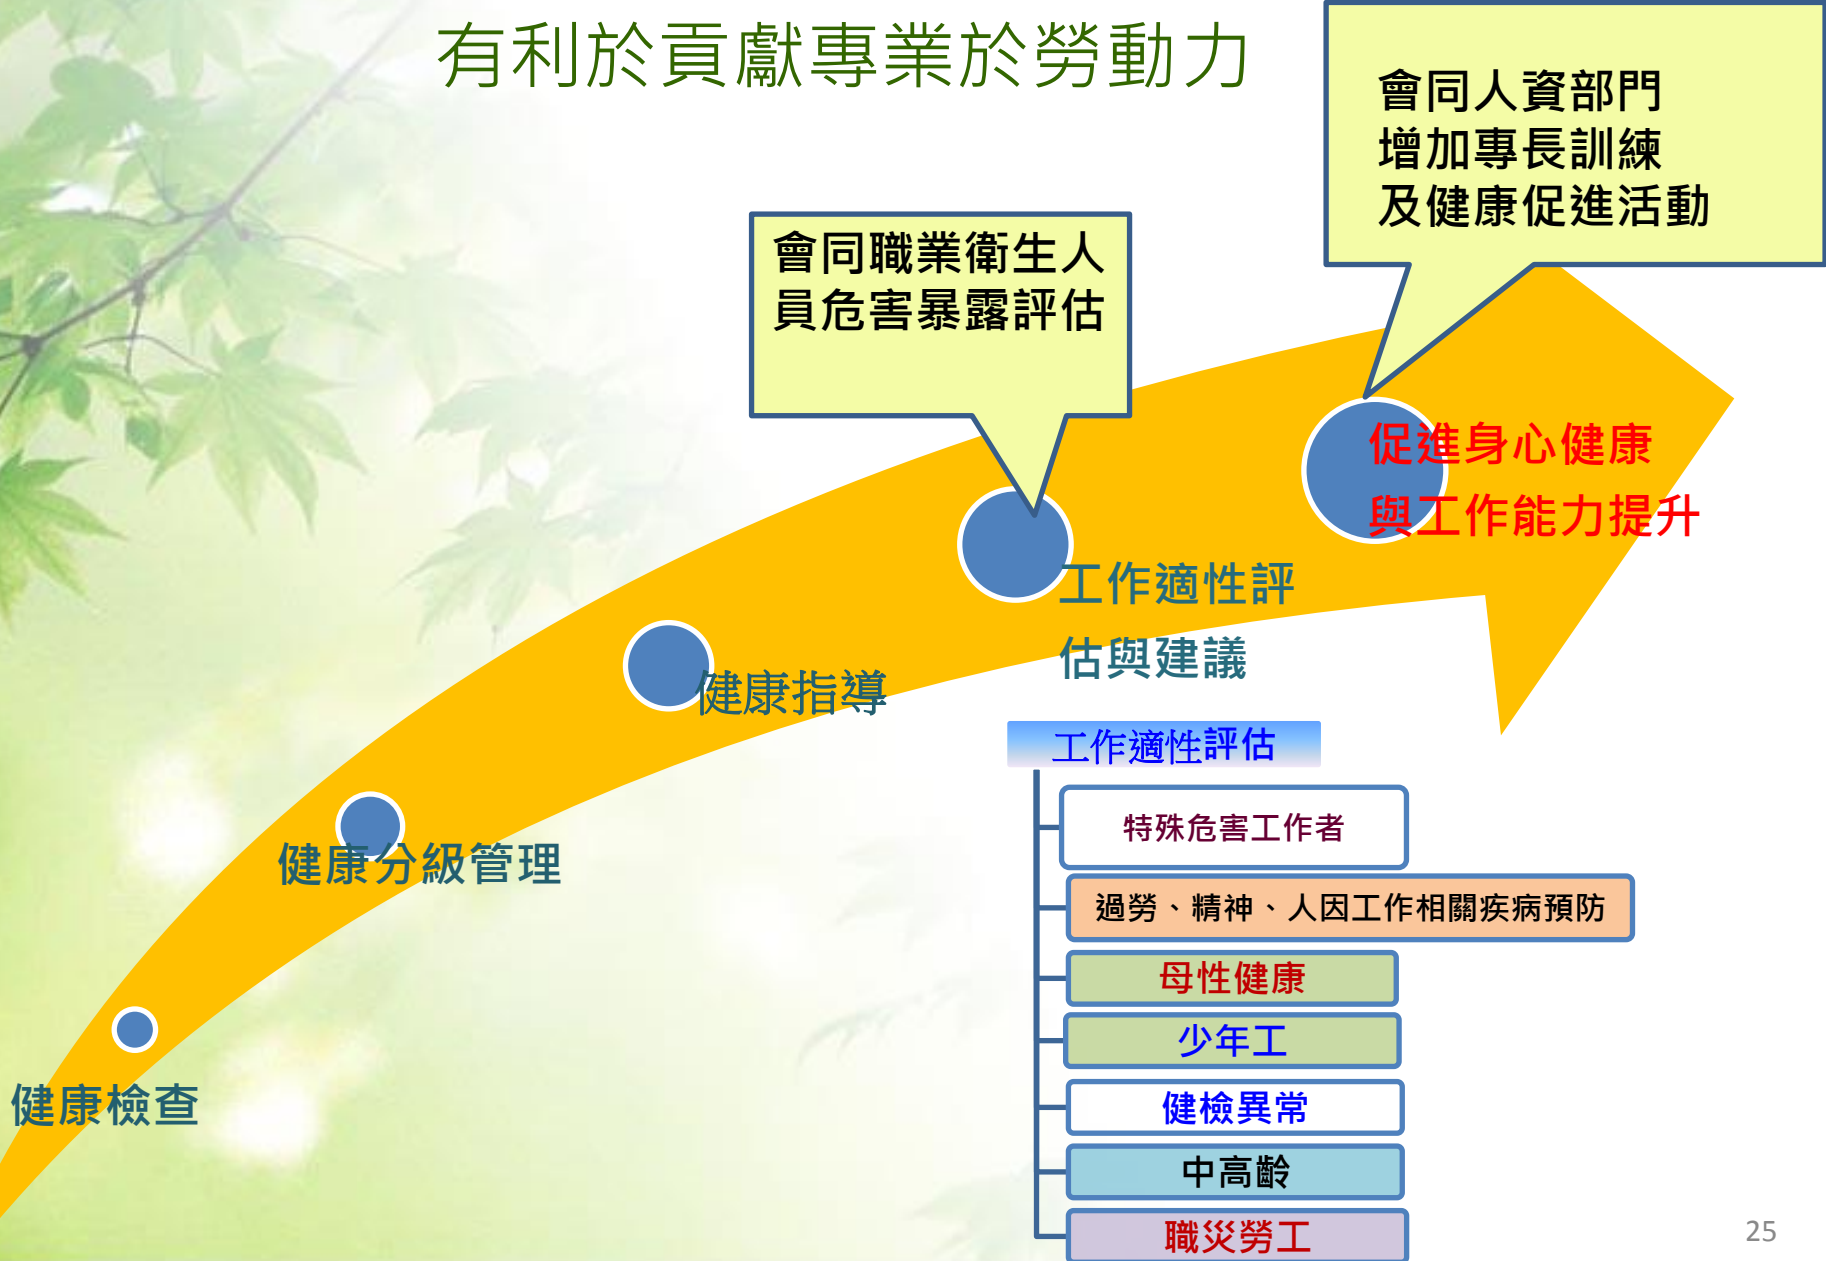 有利於貢獻專業於勞動力
會同人資部門
增加專長訓練
及健康促進活動
會同職業衛生人
員危害暴露評估
促進身心健康
與工作能力提升
工作適性評
估與建議
健康指導
健康分級管理
健康檢查
工作適性評估
特殊危害工作者
過勞、精神、人因工作相關疾病預防
母性健康
少年工
健檢異常
中高齡
職災勞工
25